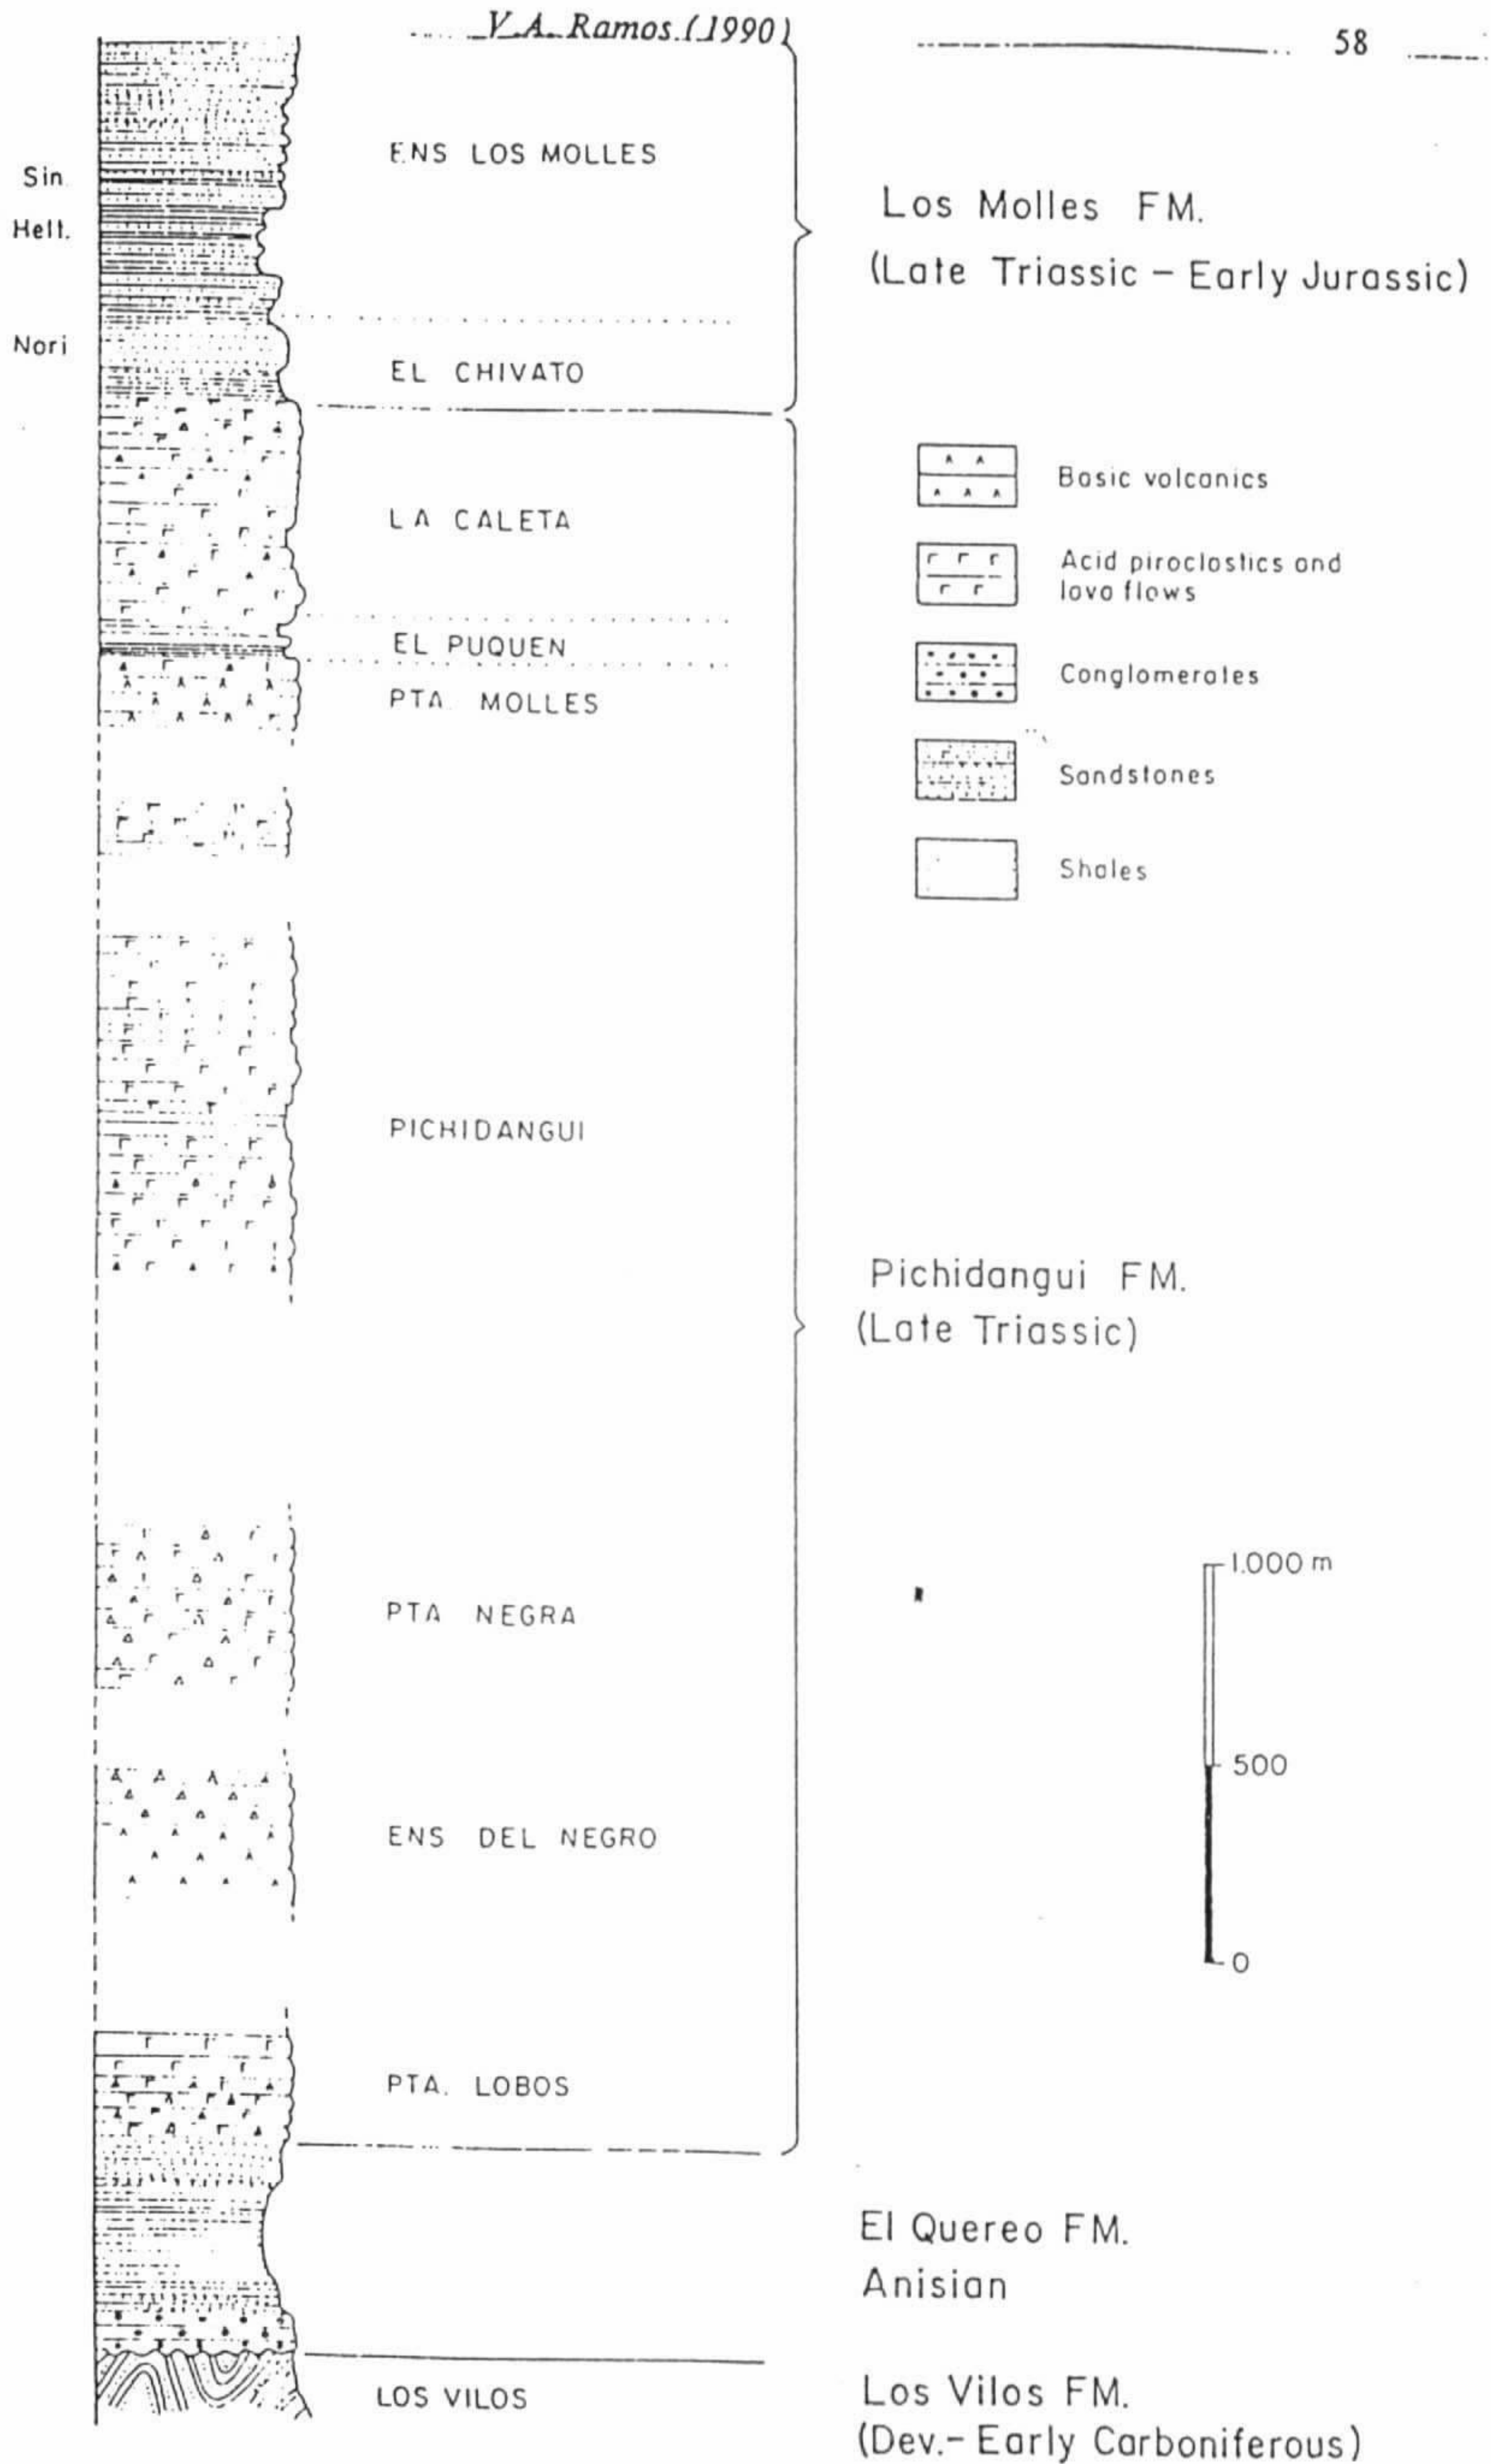 V. A. Ramos (1990)
58
ENS LOS MOLLES
Sin
Hett.
Los Molles FM.
(Late Triassic - Early Jurassic)
Nori
EL CHIVATO
LA CALETA
EL PUQUEN
PTA. MOLLES
Basic volcanics
Acid piroclastics and
lava flows
Conglomerates
Sandstones
Shales
PICHIDANGUI
Pichidangui FM.
(Late Triassic)
PTA NEGRA
1.000 m
500
0
ENS DEL NEGRO
PTA. LOBOS
El Quereo FM.
Anisian
LOS VILOS
Los Vilos FM.
(Dev.- Early Carboniferous)